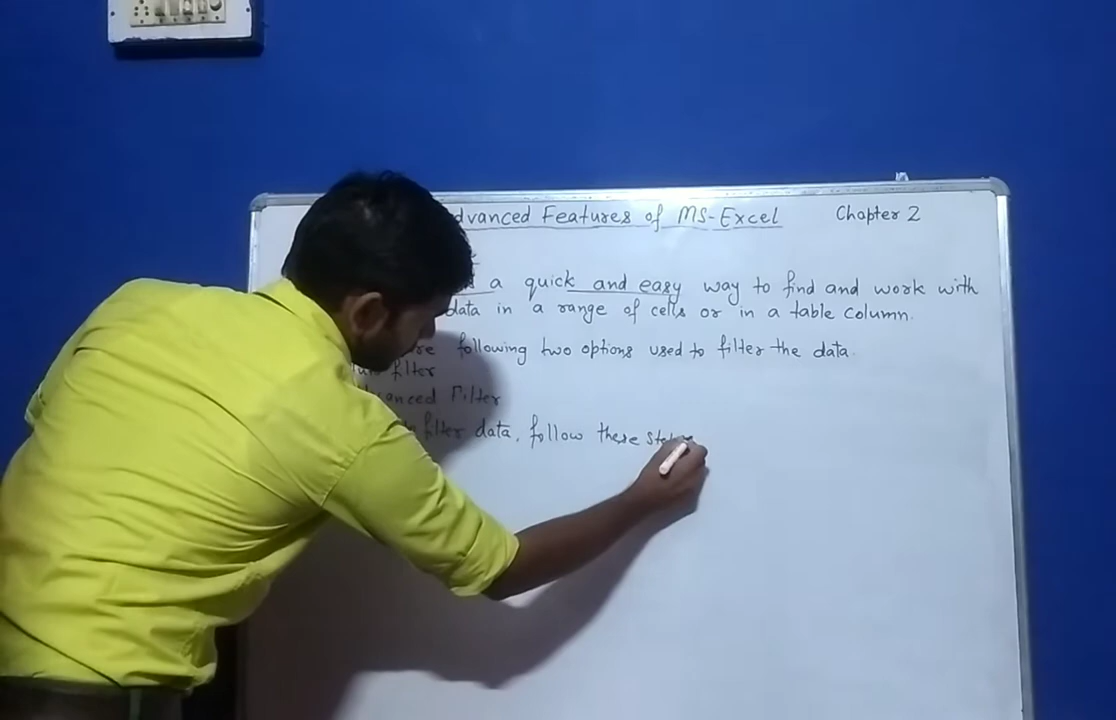 dvanced Features of MS-Excel Chapter 2
a quick and easy way to find and work with
data in a range of cells or in a table column.
re following two options used to filter the data.
filter
anced Filter
filter data, follow these